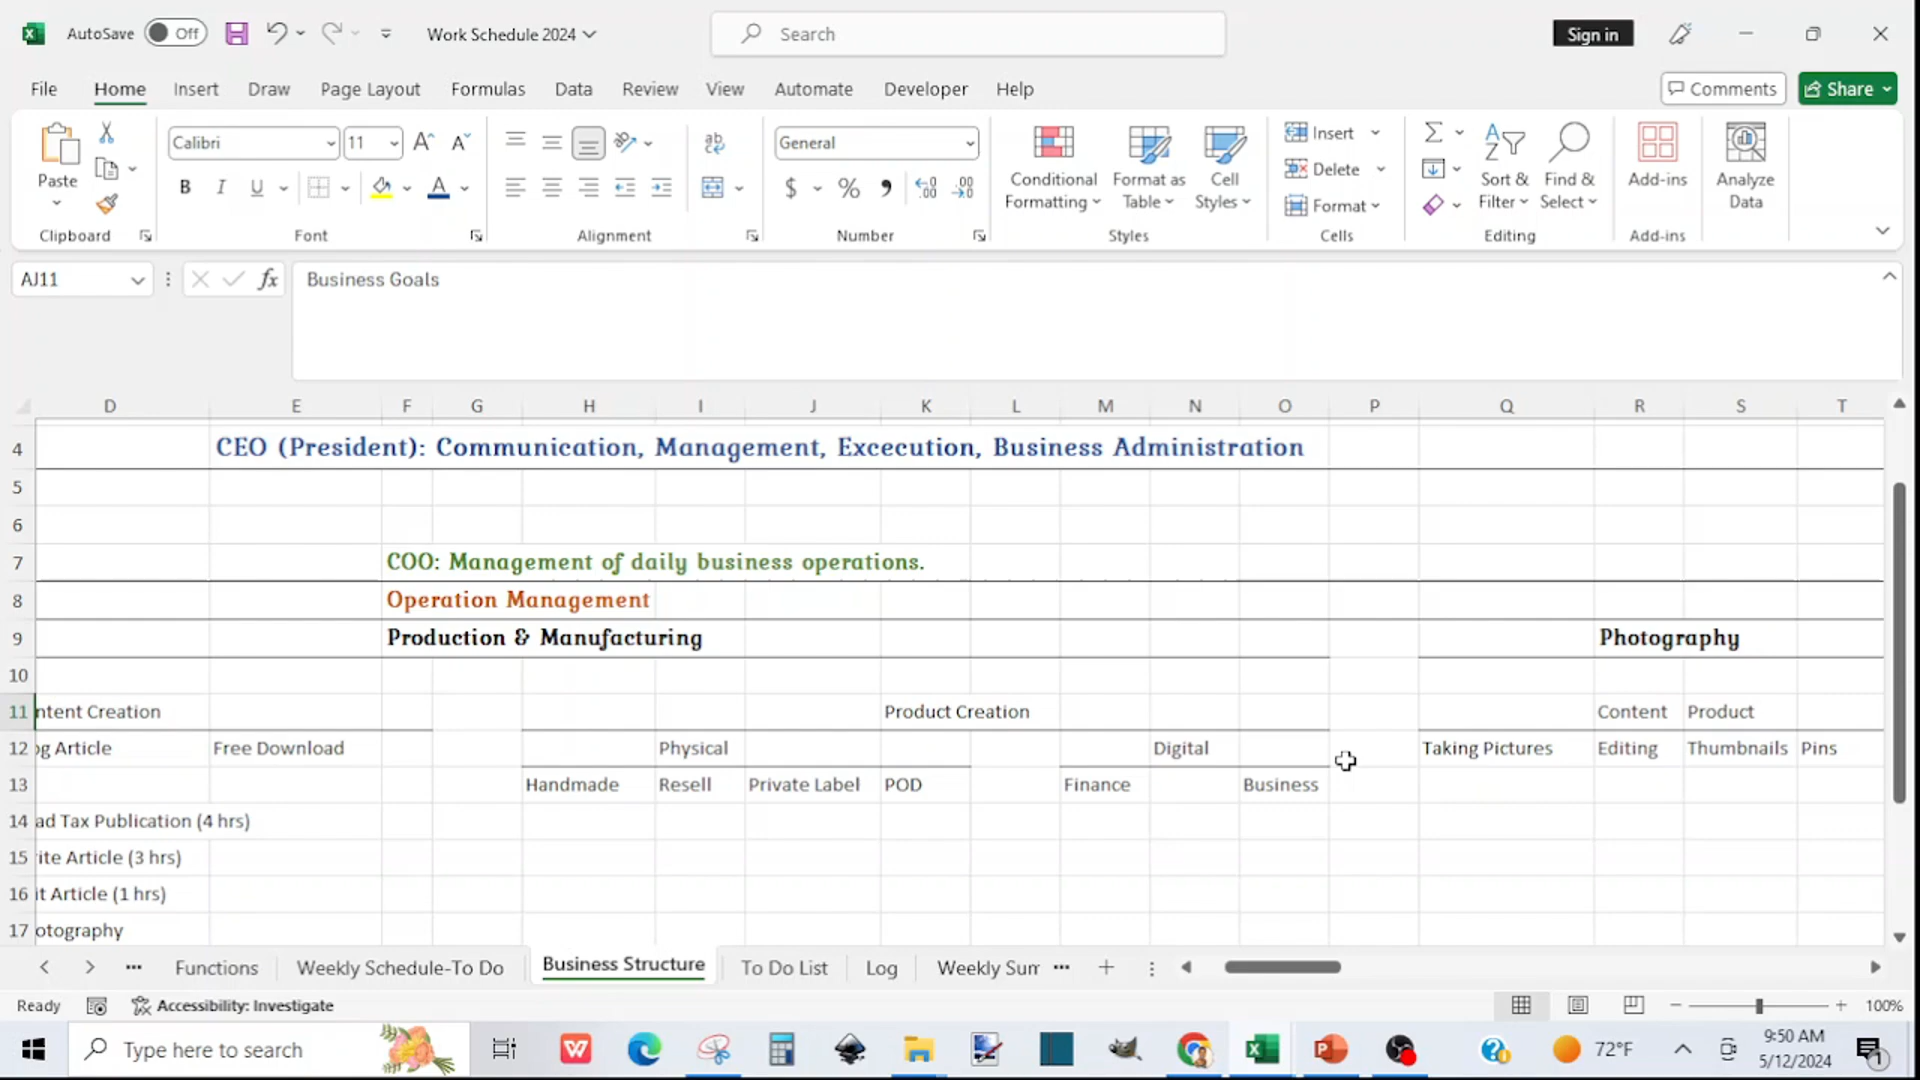 AutoSave Off Work Schedule 2024 Search Sign in
File Home Insert Draw Page Layout Formulas Data Review View Automate Developer Help Comments Share
Paste Calibri 11 B I U A General $ % Conditional Formatting Format as Table Cell Styles Insert Delete Format Sort & Filter Find & Select Add-ins Analyze Data
Clipboard Font Alignment Number Styles Cells Editing Add-ins
AJ11 fx Business Goals
D E F G H I J K L M N O P Q R S T
4 CEO (President): Communication, Management, Excecution, Business Administration
5
6
7 COO: Management of daily business operations.
8 Operation Management
9 Production & Manufacturing Photography
10
11 ntent Creation Product Creation Content Product
12 og Article Free Download Physical Digital Taking Pictures Editing Thumbnails Pins
13 Handmade Resell Private Label POD Finance Business
14 ad Tax Publication (4 hrs)
15 rite Article (3 hrs)
16 it Article (1 hrs)
17 otography
Functions Weekly Schedule-To Do Business Structure To Do List Log Weekly Sum
Ready Accessibility: Investigate 100%
Type here to search 72°F 9:50 AM
5/12/2024